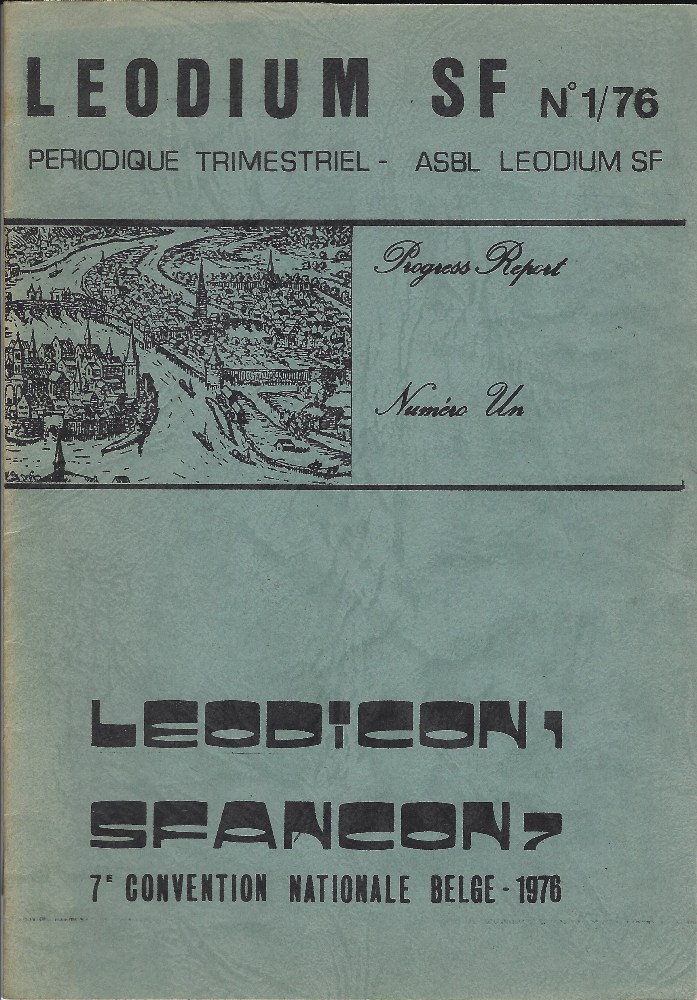 LEODIUM SF N° 1/76
PERIODIQUE TRIMESTRIEL - ASBL LEODIUM SF
Progress Report
Numéro Un
LEODICON 1
SFANCON 7
7E CONVENTION NATIONALE BELGE - 1976